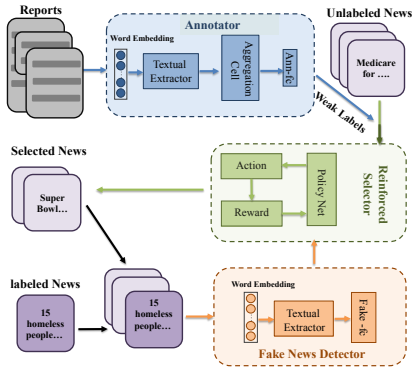 Reports
Annotator
Unlabeled News
Word Embedding
Textual
Extractor
Aggregation
Cell
Ann-fc
Medicare
for ....
Weak Labels
Selected News
Super
Bowl...
Action
Reward
Policy Net
Reinforced
Selector
labeled News
15
homeless
people...
15
homeless
people...
Word Embedding
Textual
Extractor
Fake -fc
Fake News Detector